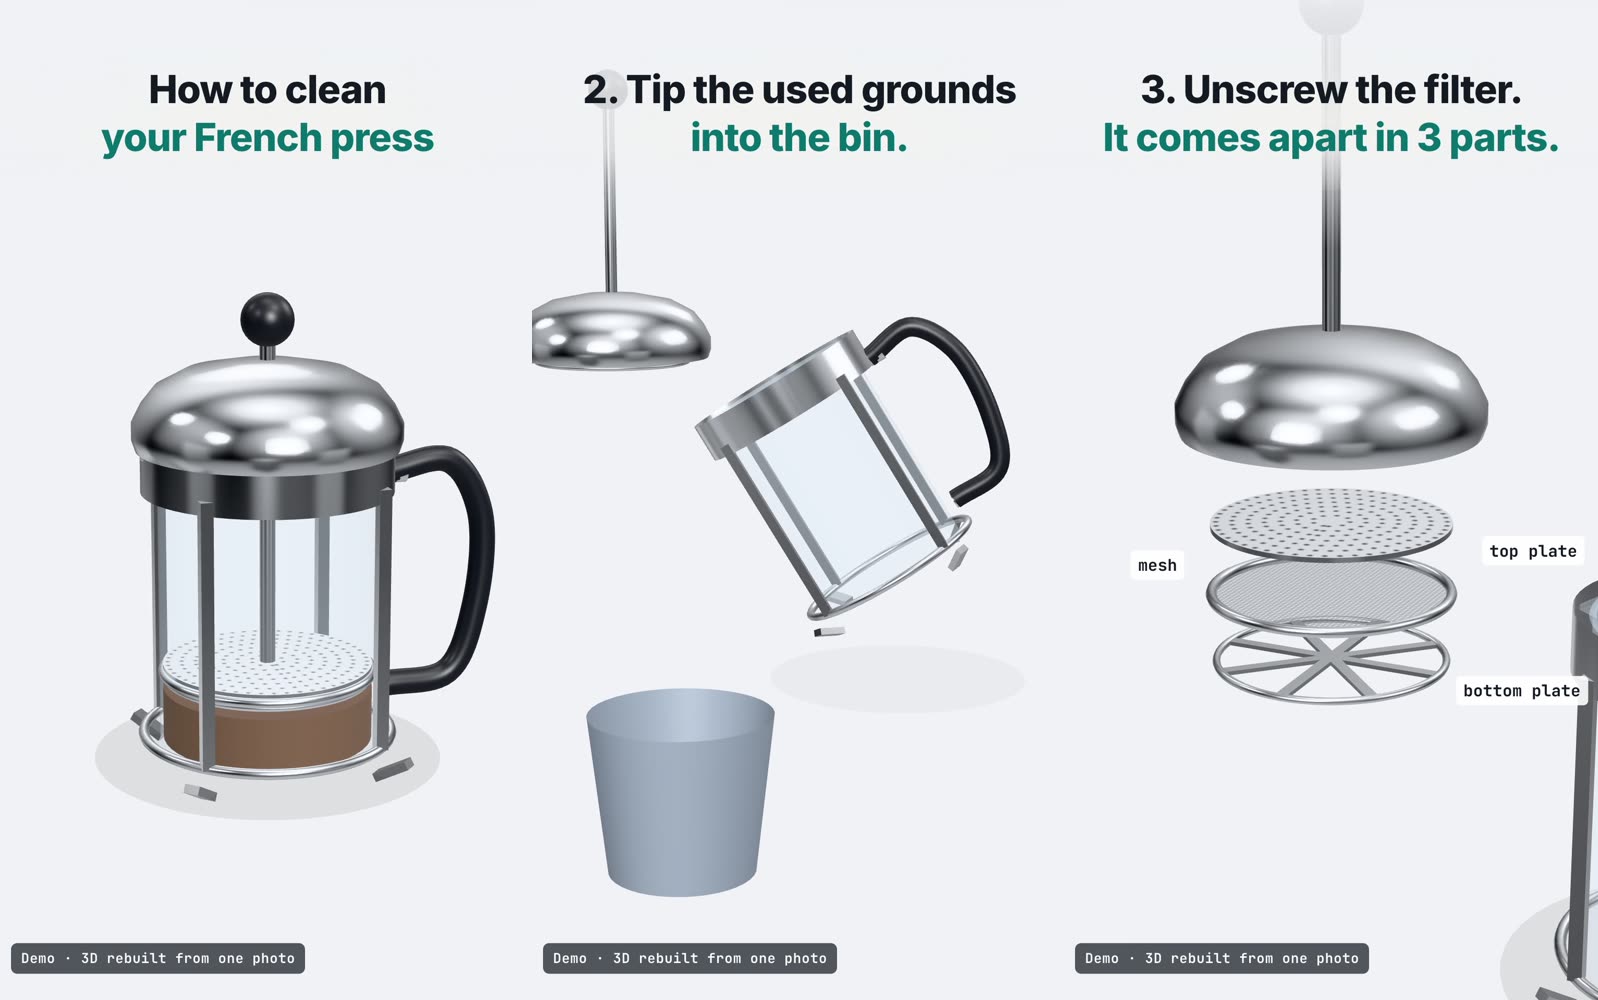 How to clean
your French press
Demo · 3D rebuilt from one photo
2. Tip the used grounds
into the bin.
Demo · 3D rebuilt from one photo
3. Unscrew the filter.
It comes apart in 3 parts.
top plate
mesh
bottom plate
Demo · 3D rebuilt from one photo